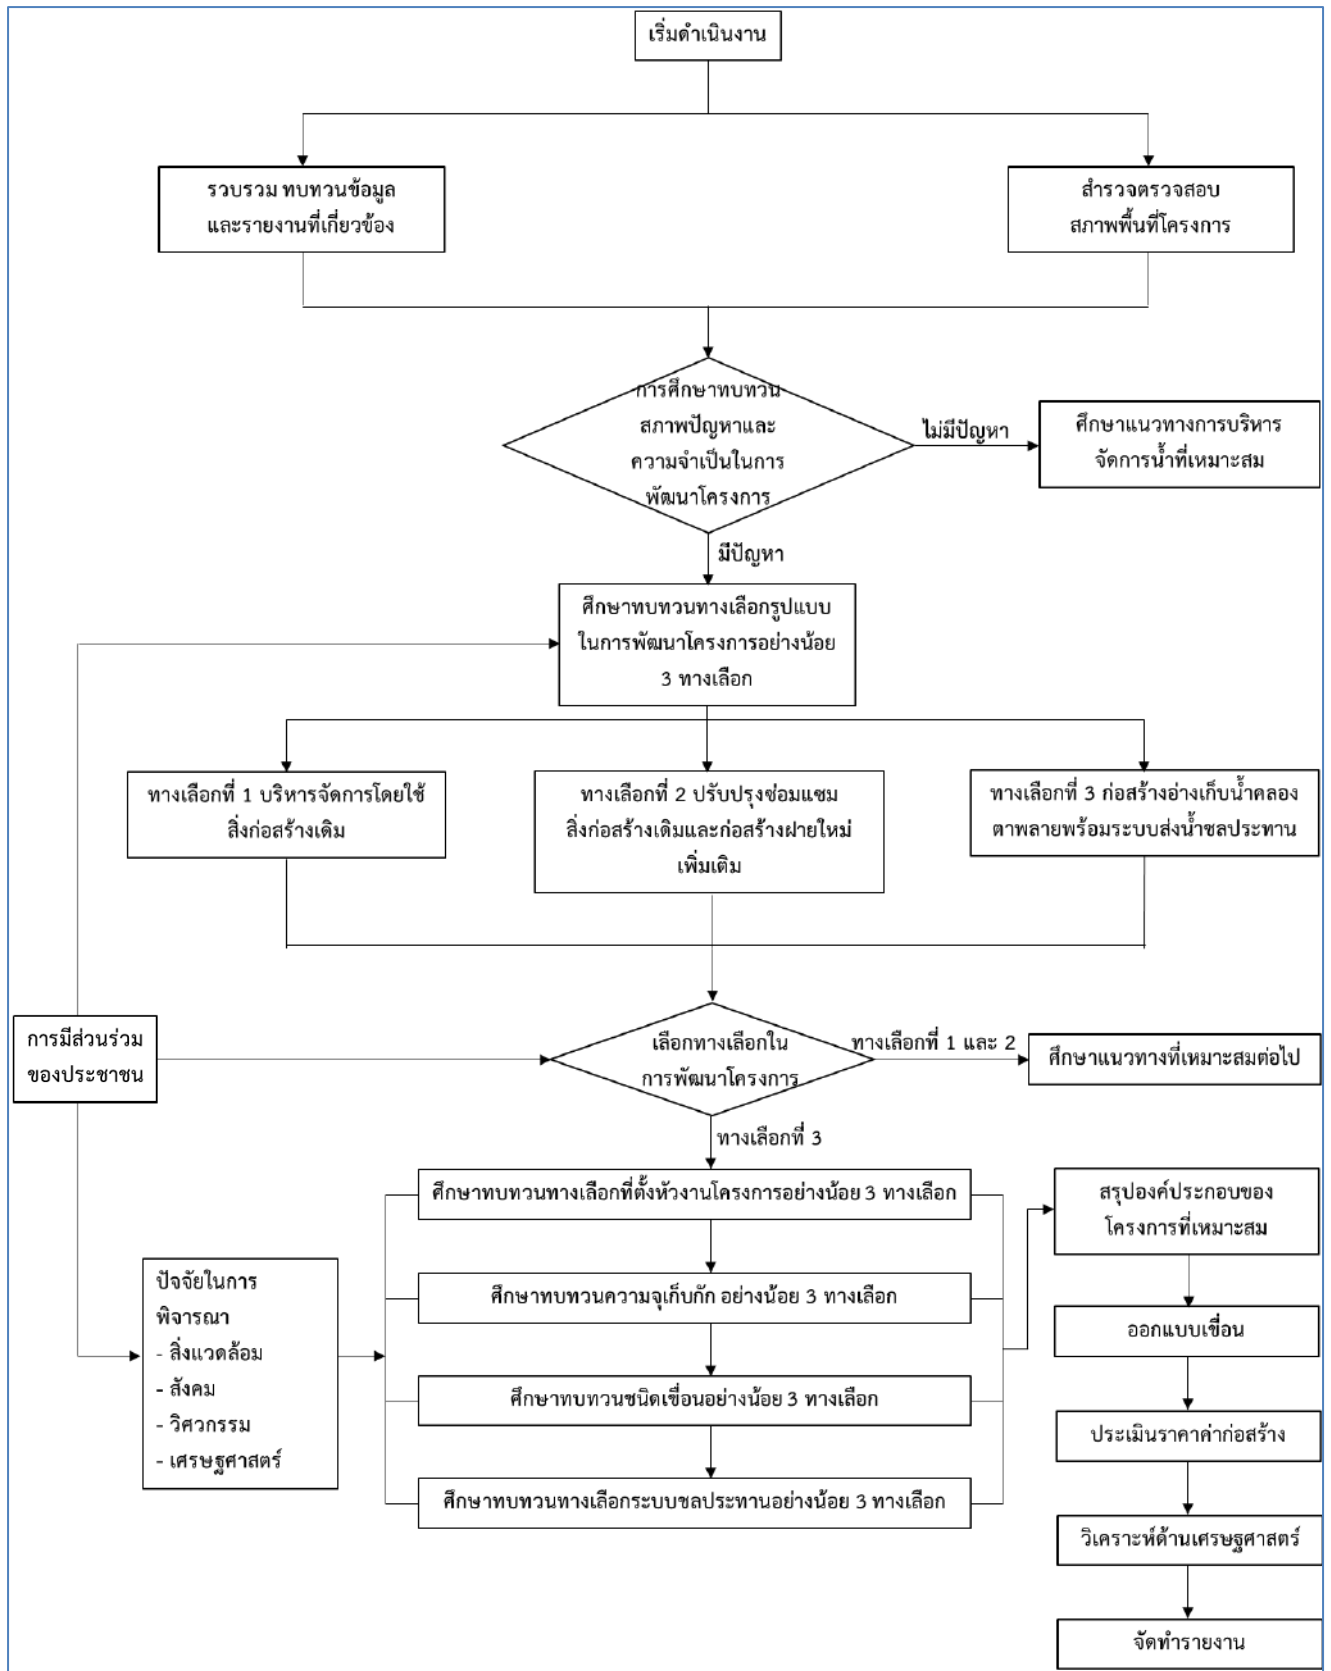 เริ่มดำเนินงาน
รวบรวม ทบทวนข้อมูล
และรายงานที่เกี่ยวข้อง
สำรวจตรวจสอบ
สภาพพื้นที่โครงการ
การศึกษาทบทวน
สภาพปัญหาและ
ความจำเป็นในการ
พัฒนาโครงการ
ไม่มีปัญหา
ศึกษาแนวทางการบริหาร
จัดการน้ำที่เหมาะสม
มีปัญหา
ศึกษาทบทวนทางเลือกรูปแบบ
ในการพัฒนาโครงการอย่างน้อย
3 ทางเลือก
ทางเลือกที่ 1 บริหารจัดการโดยใช้
สิ่งก่อสร้างเดิม
ทางเลือกที่ 2 ปรับปรุงซ่อมแซม
สิ่งก่อสร้างเดิมและก่อสร้างฝายใหม่
เพิ่มเติม
ทางเลือกที่ 3 ก่อสร้างอ่างเก็บน้ำคลอง
ตาพลายพร้อมระบบส่งน้ำชลประทาน
การมีส่วนร่วม
ของประชาชน
เลือกทางเลือกใน
การพัฒนาโครงการ
ทางเลือกที่ 1 และ 2
ศึกษาแนวทางที่เหมาะสมต่อไป
ทางเลือกที่ 3
ศึกษาทบทวนทางเลือกที่ตั้งหัวงานโครงการอย่างน้อย 3 ทางเลือก
ศึกษาทบทวนความจุเก็บกัก อย่างน้อย 3 ทางเลือก
ศึกษาทบทวนชนิดเขื่อนอย่างน้อย 3 ทางเลือก
ศึกษาทบทวนทางเลือกระบบชลประทานอย่างน้อย 3 ทางเลือก
ปัจจัยในการ
พิจารณา
- สิ่งแวดล้อม
- สังคม
- วิศวกรรม
- เศรษฐศาสตร์
สรุปองค์ประกอบของ
โครงการที่เหมาะสม
ออกแบบเขื่อน
ประเมินราคาค่าก่อสร้าง
วิเคราะห์ด้านเศรษฐศาสตร์
จัดทำรายงาน